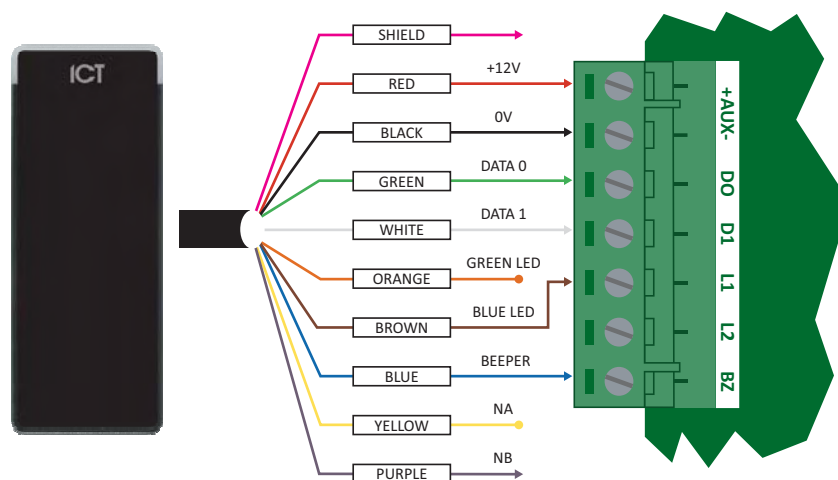 ICT
SHIELD
RED +12V
BLACK 0V
GREEN DATA 0
WHITE DATA 1
ORANGE GREEN LED
BROWN BLUE LED
BLUE BEEPER
YELLOW NA
PURPLE NB
+AUX-
D0
D1
L1
L2
BZ